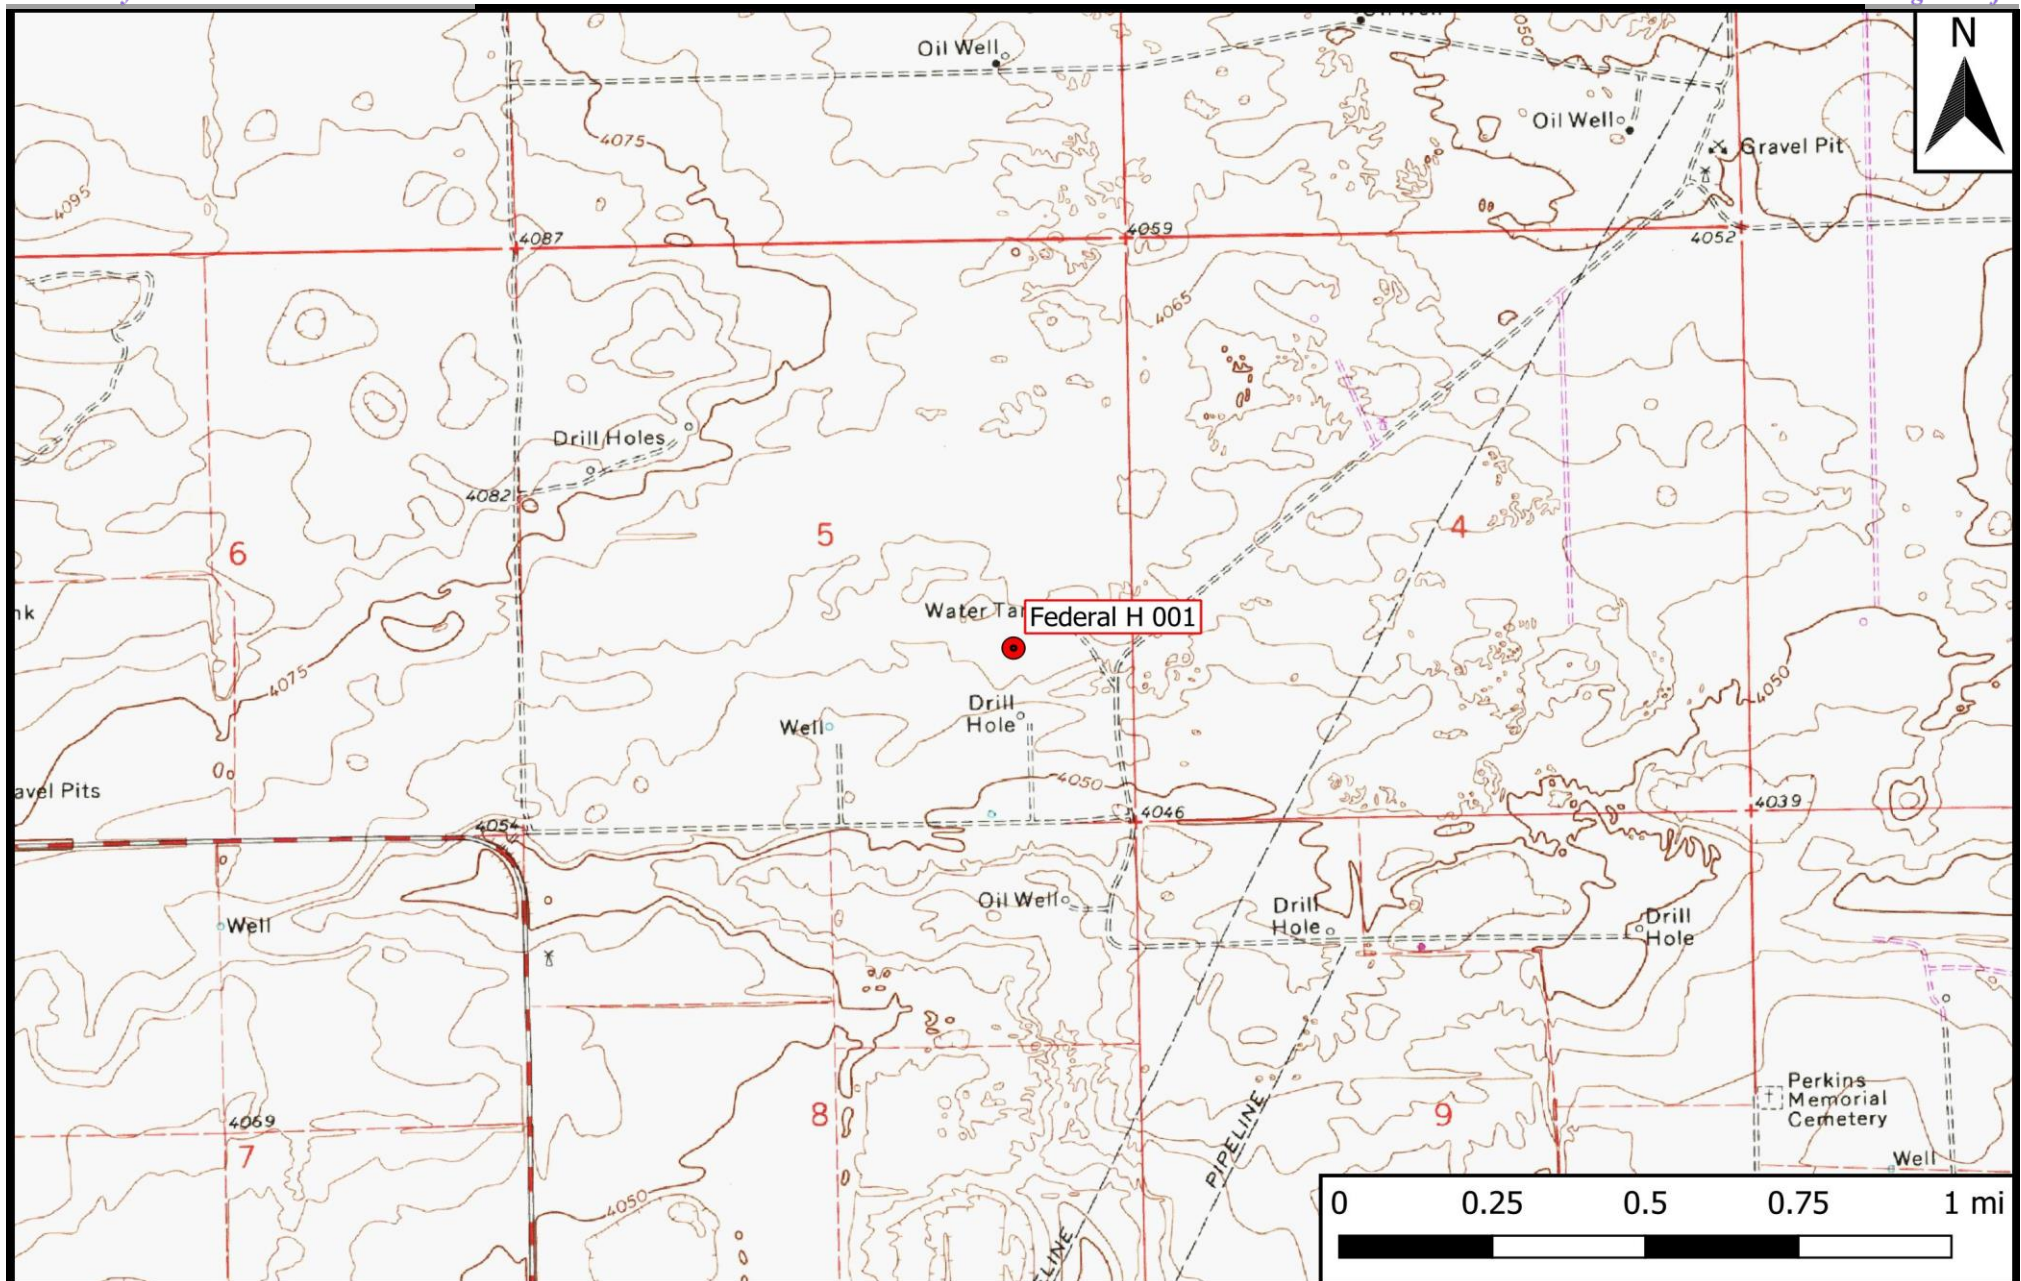 Oil Well
N
4050
Oil Well
4075
Gravel Pit
4095
4087
4059
4052
4065
Drill Holes
4082
5
4
6
Water
Federal H 001
4075
4050
Drill
Hole
Well
4050
avel Pits
4039
4046
4054
Oil Well
Drill
Hole
Drill
Hole
Well
Perkins
Memorial
Cemetery
8
9
4069
7
PIPELINE
Well
4050
0 0.25 0.5 0.75 1 mi